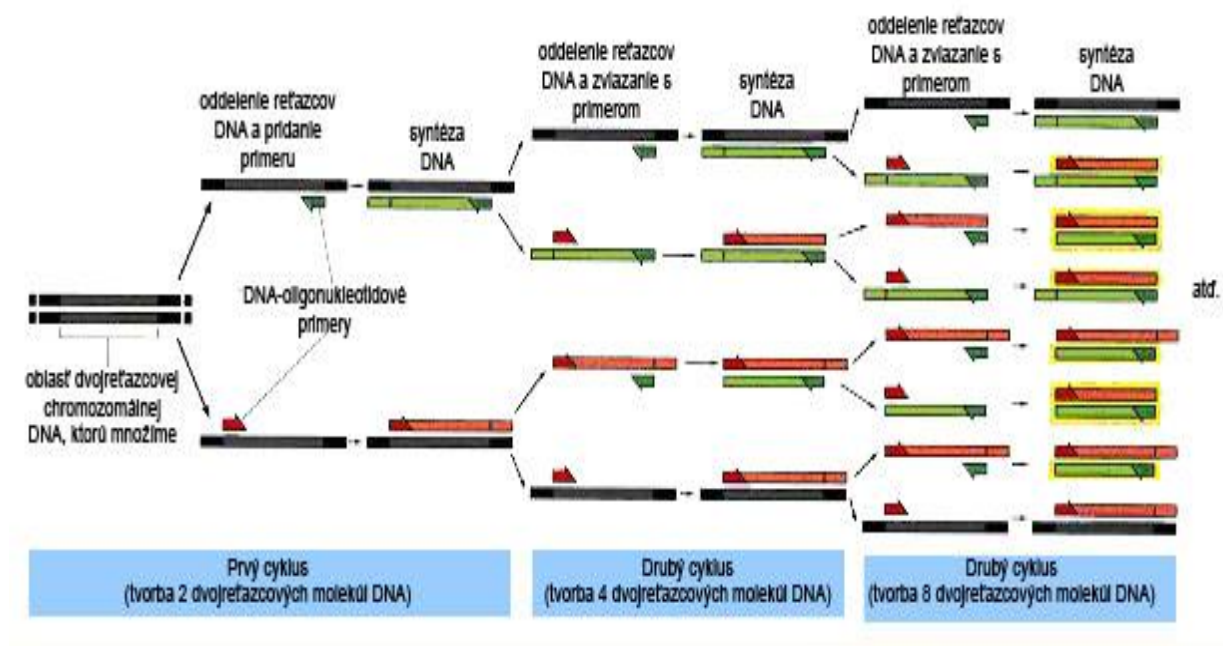 oddelenie reťazcov
DNA a pridanie
primeru
syntéza
DNA
oddelenie reťazcov
DNA a zviazanie s
primerom
syntéza
DNA
oddelenie reťazcov
DNA a zviazanie s
primerom
syntéza
DNA
DNA-oligonukleotidové
primery
oblasť dvojreťazcovej
chromozomálnej
DNA, ktorú množíme
atď.
Prvý cyklus
(tvorba 2 dvojreťazcových molekúl DNA)
Drubý cyklus
(tvorba 4 dvojreťazcových molekúl DNA)
Drubý cyklus
(tvorba 8 dvojreťazcových molekúl DNA)